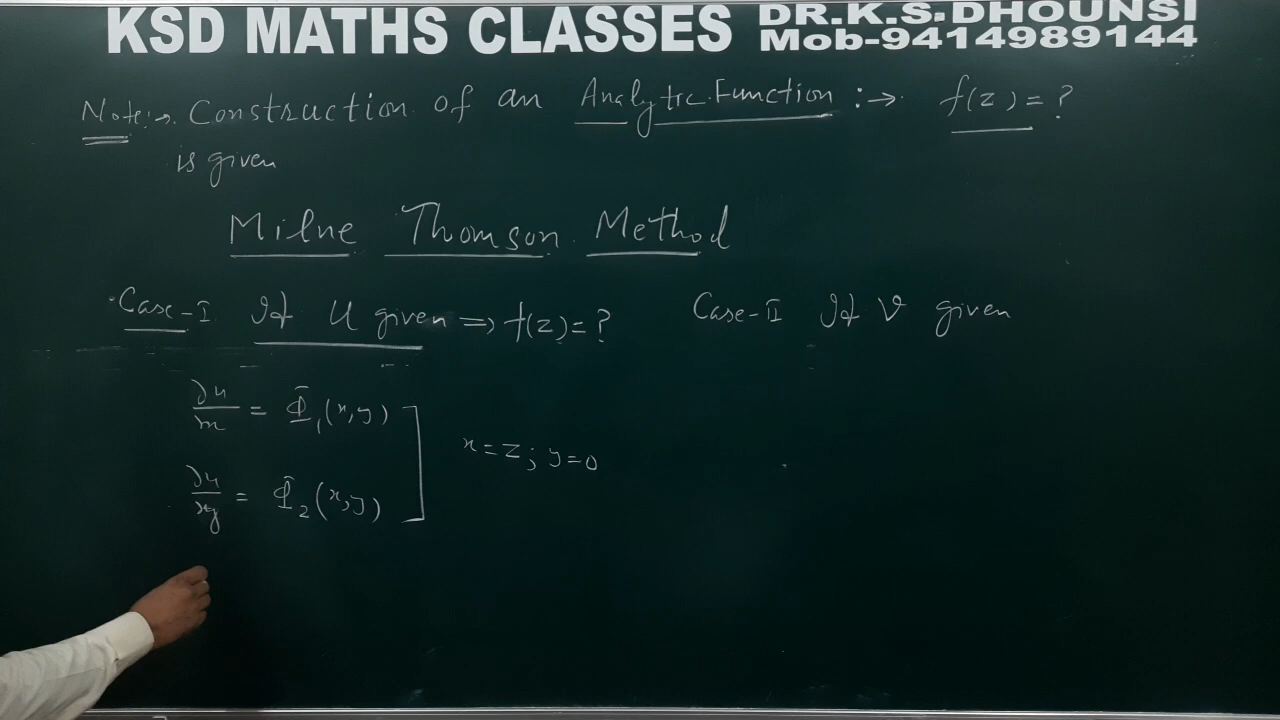 KSD MATHS CLASSES DR.K.S.DHOUNSI
Mob-9414989144
Note:→ Construction of an Analytic Function :→ f(z)=?
is given
Milne Thomson Method
Case-I If U given ⇒ f(z)=?
Case-II If V given
∂u/∂x = Φ₁(x,y)
x=z; y=0
∂u/∂y = Φ₂(x,y)